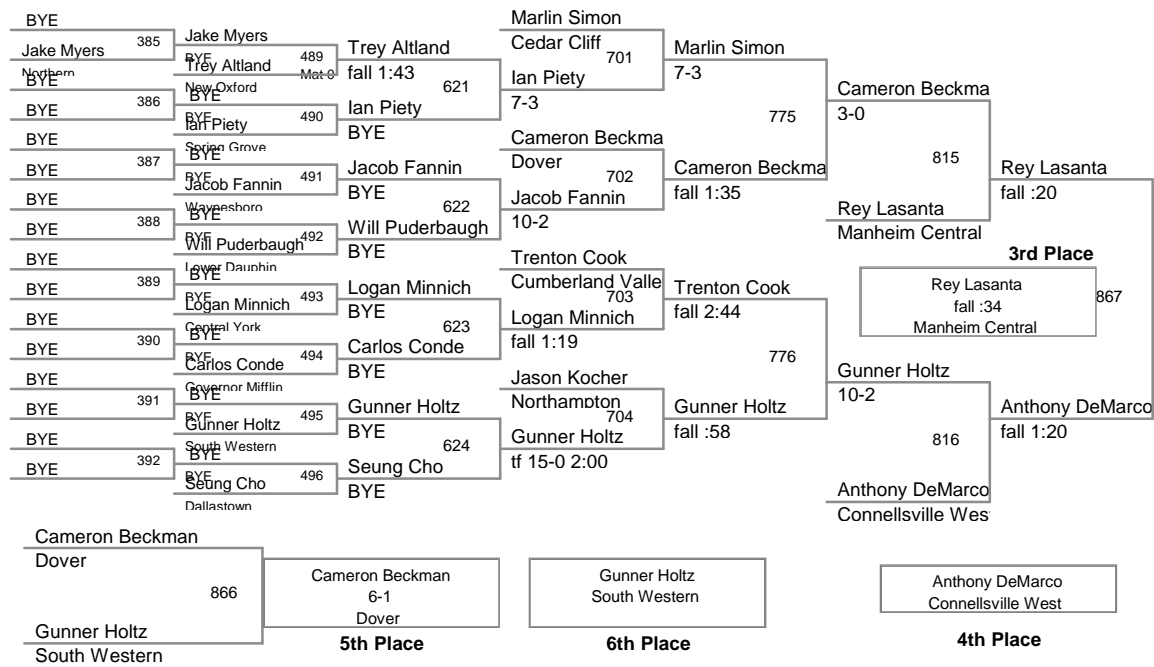 BYE
Jake Myers
Northern
385
BYE
BYE
386
BYE
BYE
387
BYE
BYE
388
BYE
BYE
389
BYE
BYE
390
BYE
BYE
391
BYE
BYE
392
BYE
Jake Myers
BYE
Trey Altland
New Oxford
489
Mat 0
BYE
BYE
Ian Piety
Spring Grove
490
BYE
BYE
Jacob Fannin
Waynesboro
491
BYE
BYE
Will Puderbaugh
Lower Dauphin
492
BYE
BYE
Logan Minnich
Central York
493
BYE
BYE
Carlos Conde
Governor Mifflin
494
BYE
BYE
Gunner Holtz
South Western
495
BYE
BYE
Seung Cho
Dallastown
496
Trey Altland
fall 1:43
621
Ian Piety
BYE
Jacob Fannin
BYE
622
Will Puderbaugh
BYE
Logan Minnich
BYE
623
Carlos Conde
BYE
Gunner Holtz
BYE
624
Seung Cho
BYE
Marlin Simon
Cedar Cliff
701
Ian Piety
7-3
Cameron Beckma
Dover
702
Jacob Fannin
10-2
Trenton Cook
Cumberland Valle
703
Logan Minnich
fall 1:19
Jason Kocher
Northampton
704
Gunner Holtz
tf 15-0 2:00
Marlin Simon
7-3
775
Cameron Beckma
fall 1:35
Trenton Cook
fall 2:44
776
Gunner Holtz
fall :58
Cameron Beckma
3-0
815
Rey Lasanta
Manheim Central
Gunner Holtz
10-2
816
Anthony DeMarco
Connellsville Wes
Rey Lasanta
fall :20
3rd Place
Rey Lasanta
fall :34
Manheim Central
867
Anthony DeMarco
fall 1:20
Cameron Beckman
Dover
866
Gunner Holtz
South Western
Cameron Beckman
6-1
Dover
5th Place
Gunner Holtz
South Western
6th Place
Anthony DeMarco
Connellsville West
4th Place